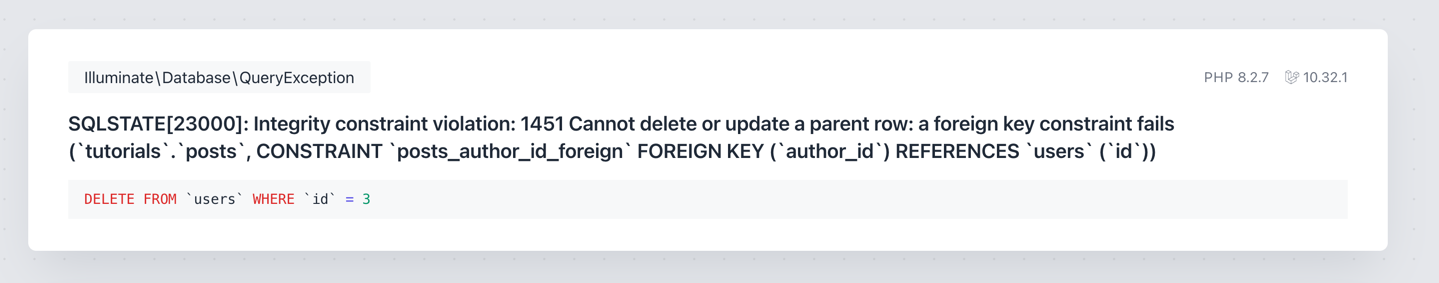 Illuminate\Database\QueryException
PHP 8.2.7 10.32.1
SQLSTATE[23000]: Integrity constraint violation: 1451 Cannot delete or update a parent row: a foreign key constraint fails
(`tutorials`.`posts`, CONSTRAINT `posts_author_id_foreign` FOREIGN KEY (`author_id`) REFERENCES `users` (`id`))
DELETE FROM `users` WHERE `id` = 3